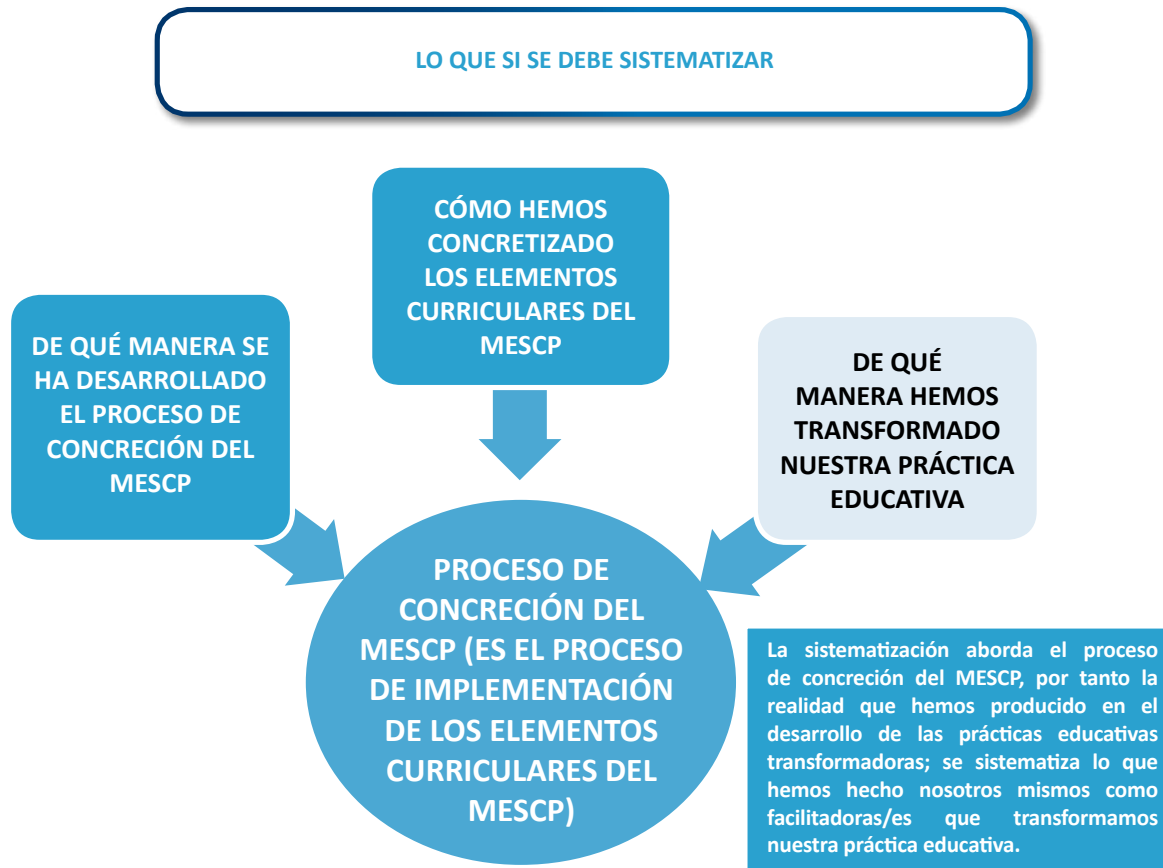 LO QUE SI SE DEBE SISTEMATIZAR
DE QUÉ MANERA SE
HA DESARROLLADO
EL PROCESO DE
CONCRECIÓN DEL
MESCP
CÓMO HEMOS
CONCRETIZADO
LOS ELEMENTOS
CURRICULARES DEL
MESCP
DE QUÉ
MANERA HEMOS
TRANSFORMADO
NUESTRA PRÁCTICA
EDUCATIVA
PROCESO DE
CONCRECIÓN DEL
MESCP (ES EL PROCESO
DE IMPLEMENTACIÓN
DE LOS ELEMENTOS
CURRICULARES DEL
MESCP)
La sistematización aborda el proceso
de concreción del MESCP, por tanto la
realidad que hemos producido en el
desarrollo de las prácticas educativas
transformadoras; se sistematiza lo que
hemos hecho nosotros mismos como
facilitadoras/es que transformamos
nuestra práctica educativa.